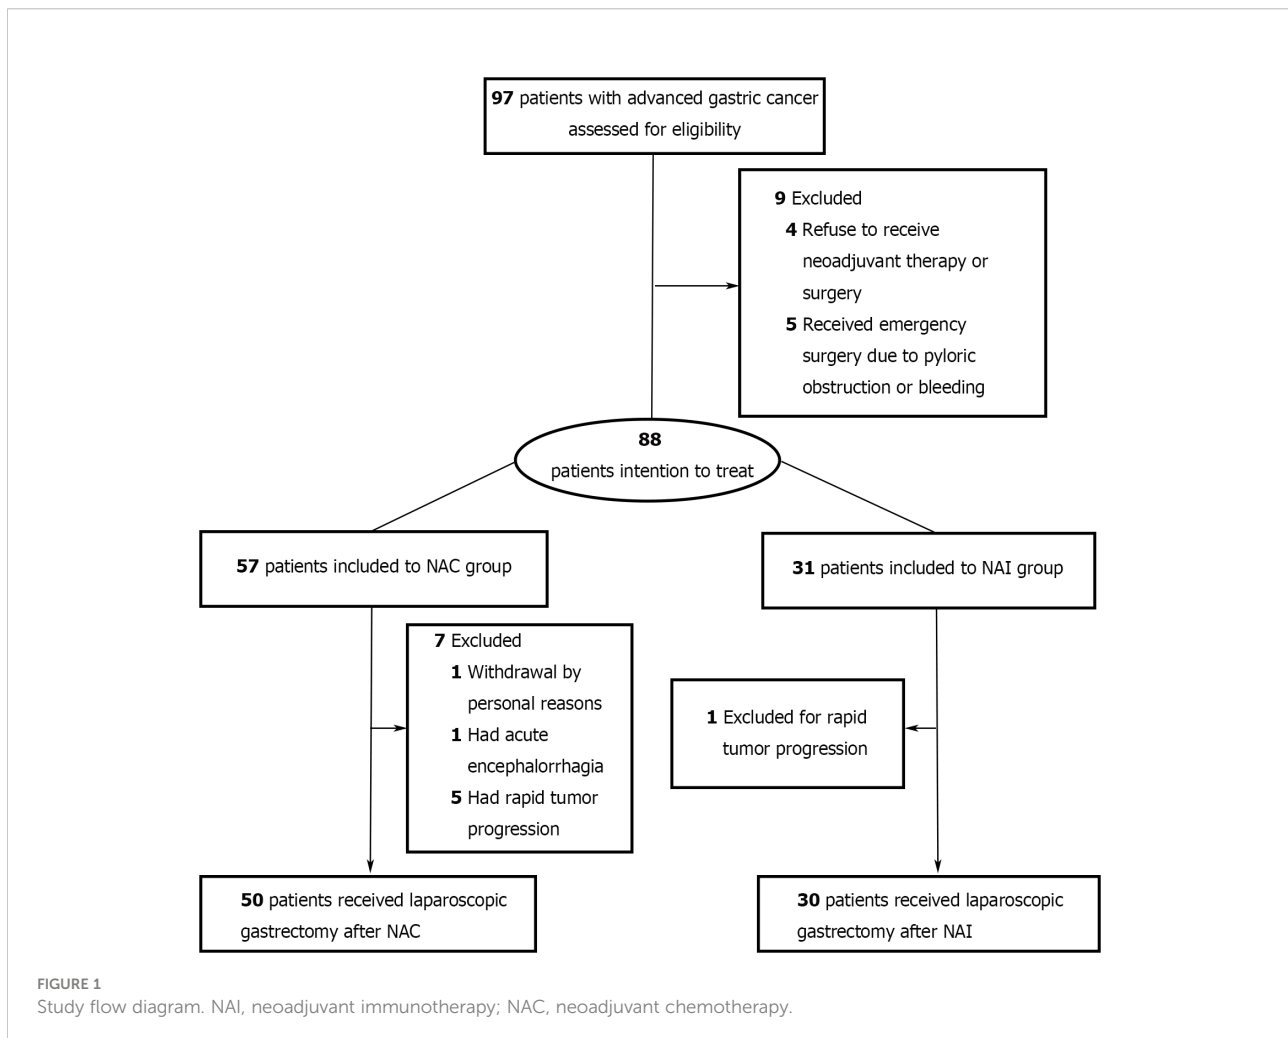 97 patients with advanced gastric cancer
assessed for eligibility
9 Excluded
4 Refuse to receive
neoadjuvant therapy or
surgery
5 Received emergency
surgery due to pyloric
obstruction or bleeding
88
patients intention to treat
57 patients included to NAC group
31 patients included to NAI group
7 Excluded
1 Withdrawal by
personal reasons
1 Had acute
encephalorrhagia
5 Had rapid tumor
progression
1 Excluded for rapid
tumor progression
50 patients received laparoscopic
gastrectomy after NAC
30 patients received laparoscopic
gastrectomy after NAI
FIGURE 1
Study flow diagram. NAI, neoadjuvant immunotherapy; NAC, neoadjuvant chemotherapy.